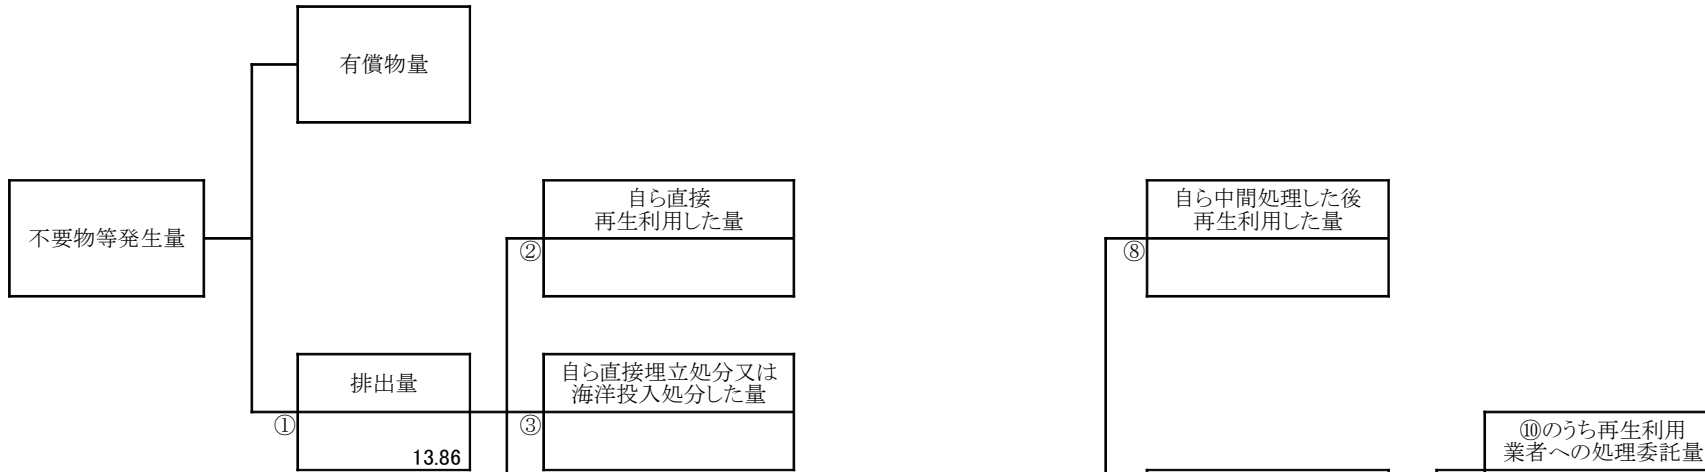 有償物量
不要物等発生量
自ら直接
再生利用した量
②
自ら中間処理した後
再生利用した量
⑧
排出量
①
13.86
自ら直接埋立処分又は
海洋投入処分した量
③
⑩のうち再生利用
業者への処理委託量